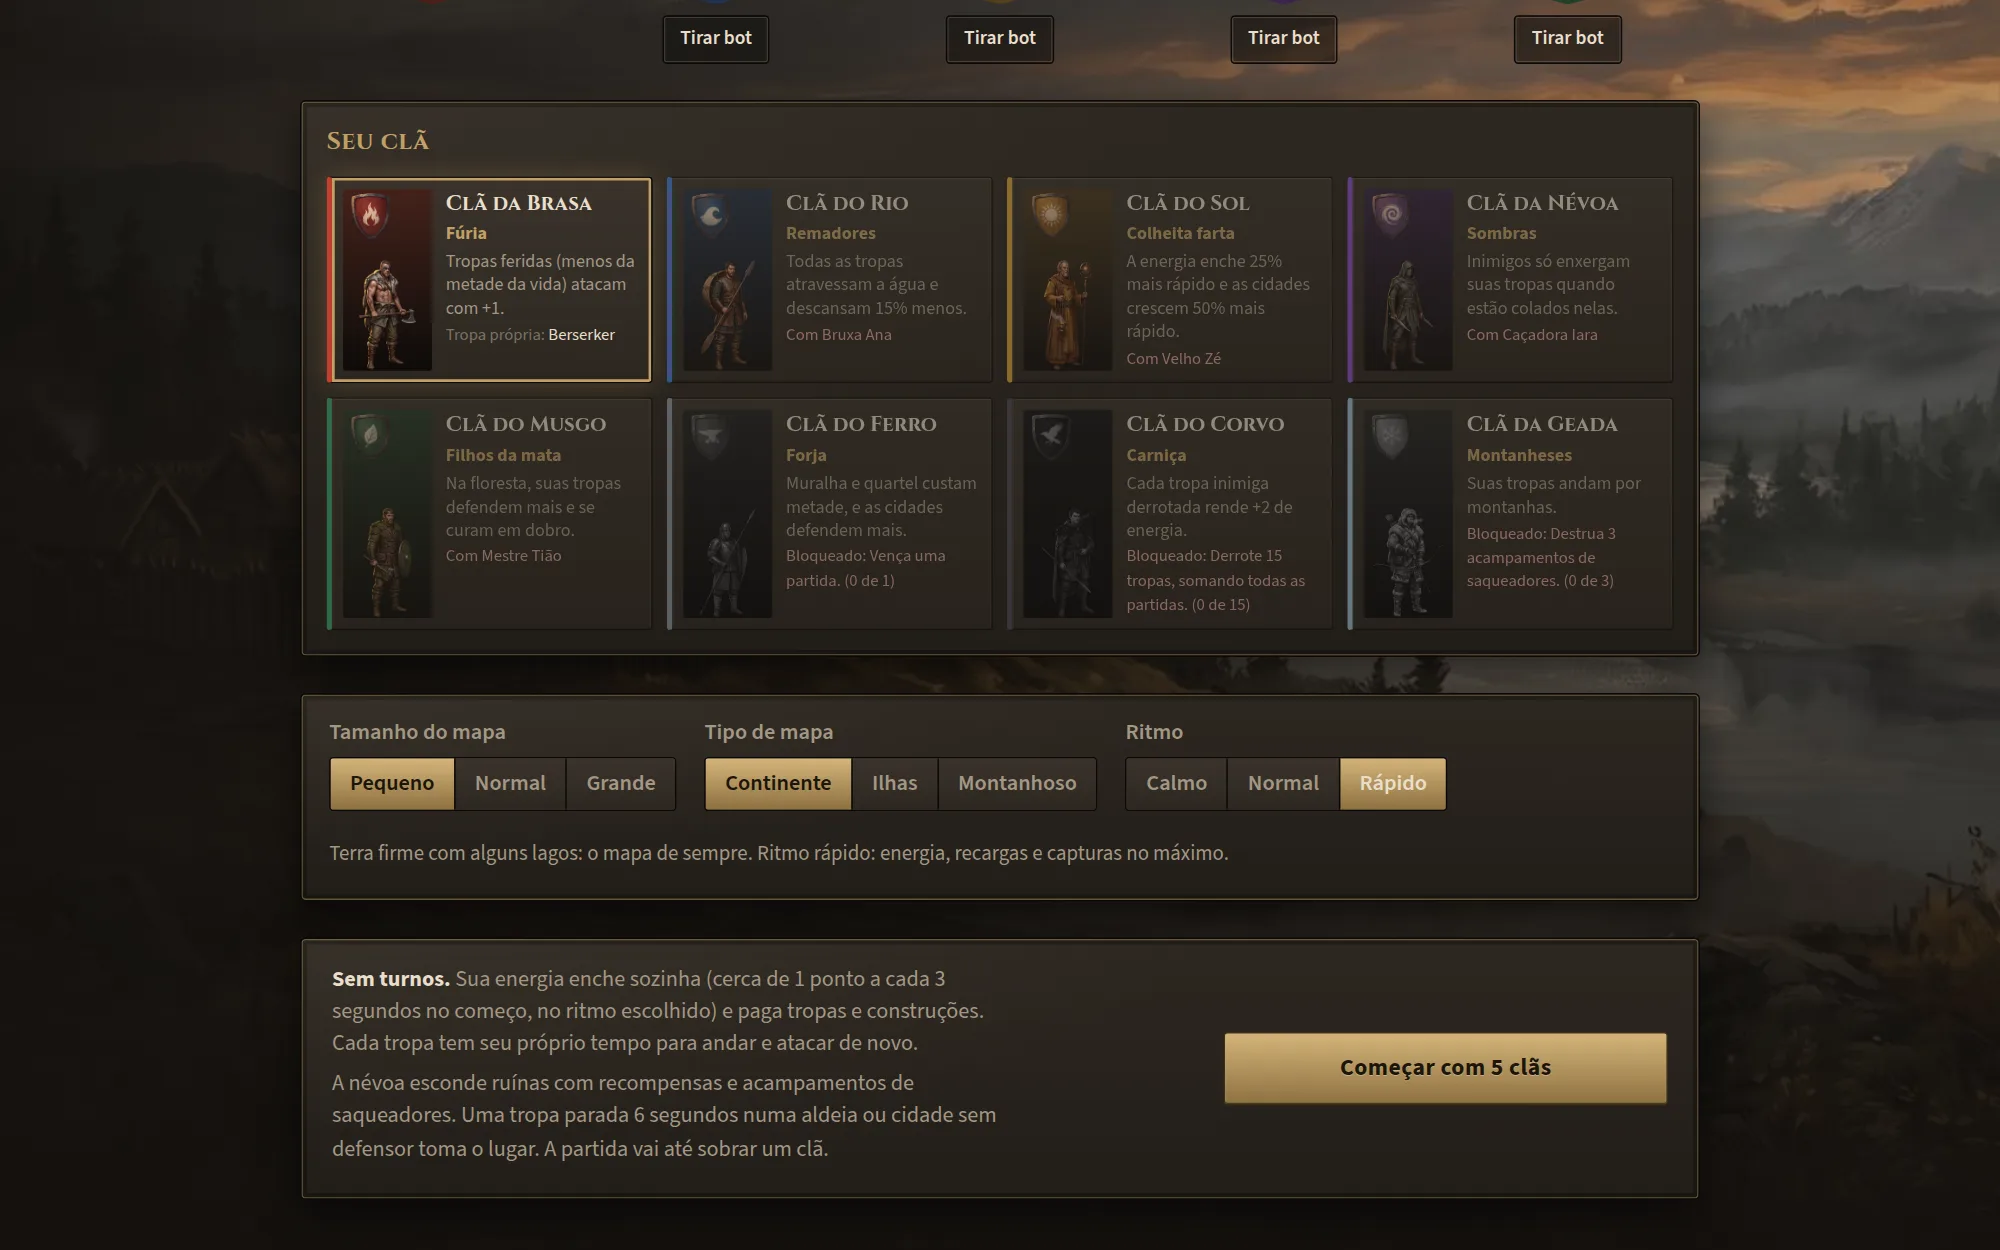 Tirar bot
Tirar bot
Tirar bot
Tirar bot
Seu clã
Clã da Brasa
Fúria
Tropas feridas (menos da
metade da vida) atacam
com +1.
Tropa própria: Berserker
Clã do Rio
Remadores
Todas as tropas
atravessam a água e
descansam 15% menos.
Com Bruxa Ana
Clã do Sol
Colheita farta
A energia enche 25%
mais rápido e as cidades
crescem 50% mais
rápido.
Com Velho Zé
Clã da Névoa
Sombras
Inimigos só enxergam
suas tropas quando
estão colados nelas.
Com Caçadora Iara
Clã do Musgo
Filhos da mata
Na floresta, suas tropas
defendem mais e se
curam em dobro.
Com Mestre Tião
Clã do Ferro
Forja
Muralha e quartel custam
metade, e as cidades
defendem mais.
Bloqueado: Vença uma
partida. (0 de 1)
Clã do Corvo
Carniça
Cada tropa inimiga
derrotada rende +2 de
energia.
Bloqueado: Derrote 15
tropas, somando todas as
partidas. (0 de 15)
Clã da Geada
Montanheses
Suas tropas andam por
montanhas.
Bloqueado: Destrua 3
acampamentos de
saqueadores. (0 de 3)
Tamanho do mapa
Pequeno
Normal
Grande
Tipo de mapa
Continente
Ilhas
Montanhoso
Ritmo
Calmo
Normal
Rápido
Terra firme com alguns lagos: o mapa de sempre. Ritmo rápido: energia, recargas e capturas no máximo.
Sem turnos. Sua energia enche sozinha (cerca de 1 ponto a cada 3
segundos no começo, no ritmo escolhido) e paga tropas e construções.
Cada tropa tem seu próprio tempo para andar e atacar de novo.
A névoa esconde ruínas com recompensas e acampamentos de
saqueadores. Uma tropa parada 6 segundos numa aldeia ou cidade sem
defensor toma o lugar. A partida vai até sobrar um clã.
Começar com 5 clãs